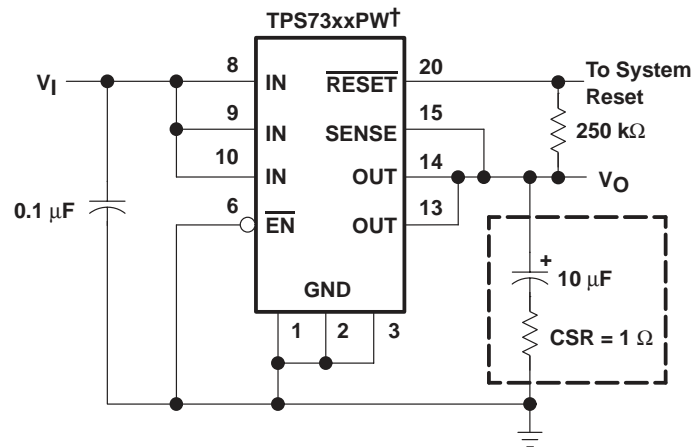 TPS73xxPW†
8
20
VI
IN
RESET
To System
Reset
9
15
IN
SENSE
250 kΩ
10
14
IN
OUT
VO
6
13
0.1 µF
EN
OUT
+
10 µF
GND
1
2
3
CSR = 1 Ω